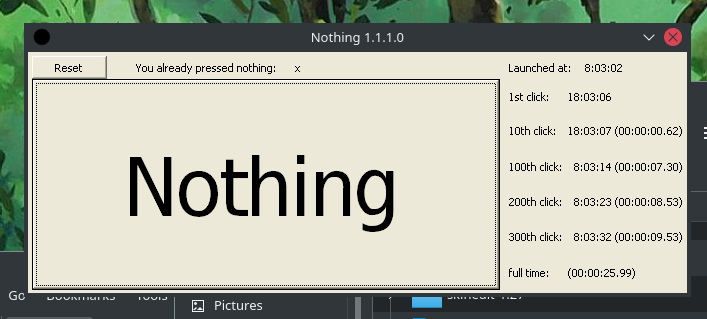 Nothing 1.1.1.0
Reset You already pressed nothing: x
Launched at: 8:03:02
1st click: 18:03:06
10th click: 18:03:07 (00:00:00.62)
100th click: 8:03:14 (00:00:07.30)
200th click: 8:03:23 (00:00:08.53)
300th click: 8:03:32 (00:00:09.53)
full time: (00:00:25.99)
Nothing
Go Bookmarks Tools
Pictures